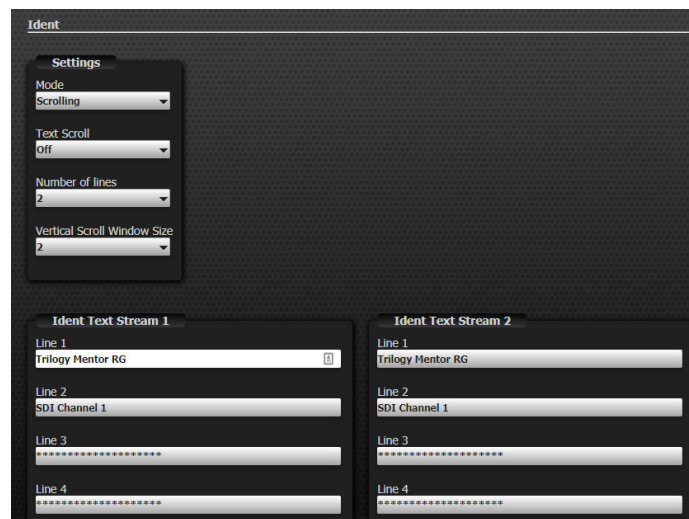 Ident
Settings
Mode
Scrolling
Text Scroll
Off
Number of lines
2
Vertical Scroll Window Size
2
Ident Text Stream 1
Line 1
Trilogy Mentor RG
Line 2
SDI Channel 1
Line 3
********************
Line 4
********************
Ident Text Stream 2
Line 1
Trilogy Mentor RG
Line 2
SDI Channel 1
Line 3
********************
Line 4
********************